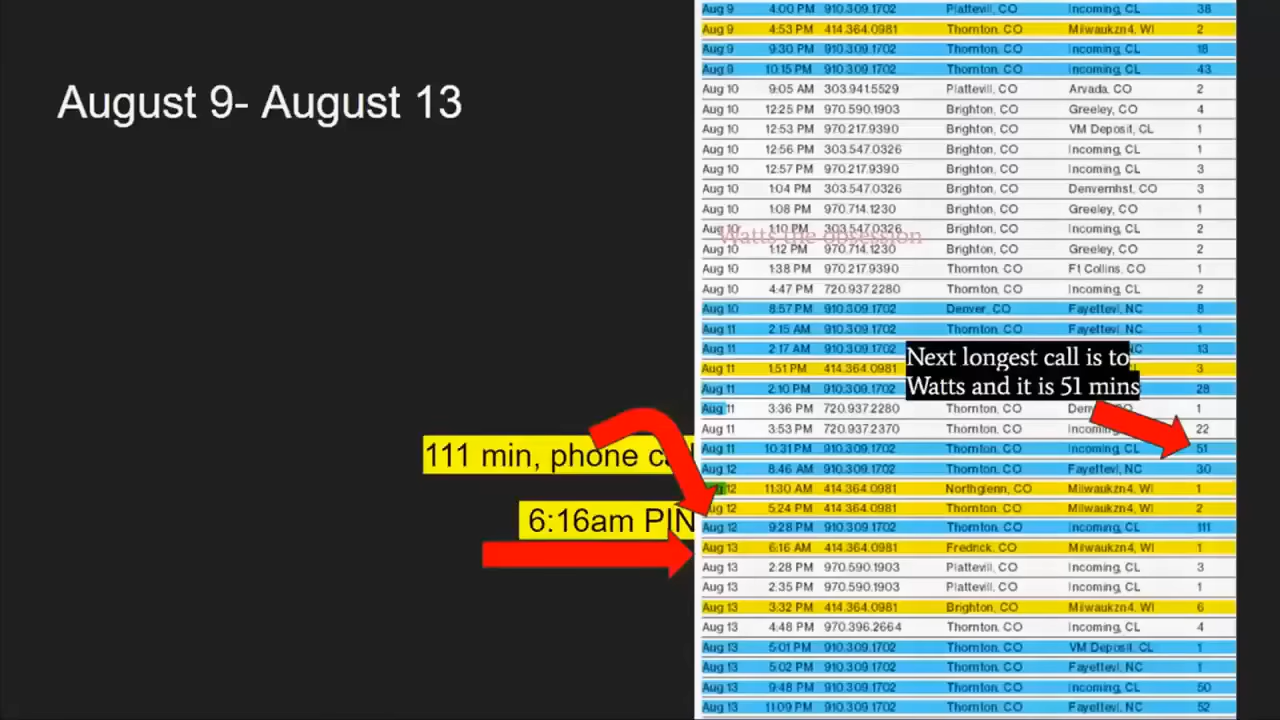 August 9- August 13
Aug 9 4:00 PM 910.309.1702 Plattevill, CO Incoming, CL 38
Aug 9 4:53 PM 414.364.0981 Thornton, CO Milwaukzn4, WI 2
Aug 9 9:30 PM 910.309.1702 Thornton, CO Incoming, CL 18
Aug 9 10:15 PM 910.309.1702 Thornton, CO Incoming, CL 43
Aug 10 9:05 AM 303.941.5529 Plattevill, CO Arvada, CO 2
Aug 10 12:25 PM 970.590.1903 Brighton, CO Greeley, CO 4
Aug 10 12:53 PM 970.217.9390 Brighton, CO VM Deposit, CL 1
Aug 10 12:56 PM 303.547.0326 Brighton, CO Incoming, CL 1
Aug 10 12:57 PM 970.217.9390 Brighton, CO Incoming, CL 3
Aug 10 1:04 PM 303.547.0326 Brighton, CO Denvernhst, CO 3
Aug 10 1:08 PM 970.714.1230 Brighton, CO Greeley, CO 1
Aug 10 1:10 PM 303.547.0326 Brighton, CO Incoming, CL 2
Watts the obsession
Aug 10 1:12 PM 970.714.1230 Brighton, CO Greeley, CO 2
Aug 10 1:38 PM 970.217.9390 Thornton, CO Ft Collins, CO 1
Aug 10 4:47 PM 720.937.2280 Thornton, CO Incoming, CL 2
Aug 10 8:57 PM 910.309.1702 Denver, CO Fayettevl, NC 8
Aug 11 2:15 AM 910.309.1702 Thornton, CO Fayettevl, NC 1
Aug 11 2:17 AM 910.309.1702 NC 13
Next longest call is to
Watts and it is 51 mins
Aug 11 1:51 PM 414.364.0981 3
Aug 11 2:10 PM 910.309.1702 28
Aug 11 3:36 PM 720.937.2280 Thornton, CO CO 1
Aug 11 3:53 PM 720.937.2370 Thornton, CO 22
111 min, phone
Aug 11 10:31 PM 910.309.1702 Thornton, CO Incoming, CL 51
Aug 12 8:46 AM 910.309.1702 Thornton, CO Fayettevl, NC 30
12 11:30 AM 414.364.0981 Northglenn, CO Milwaukzn4, WI 1
12 5:24 PM 414.364.0981 Thornton, CO Milwaukzn4, WI 2
6:16am PIN
Aug 12 9:28 PM 910.309.1702 Thornton, CO Incoming, CL 111
Aug 13 6:16 AM 414.364.0981 Fredrick, CO Milwaukzn4, WI 1
Aug 13 2:28 PM 970.590.1903 Plattevill, CO Incoming, CL 3
Aug 13 2:35 PM 970.590.1903 Plattevill, CO Incoming, CL 1
Aug 13 3:32 PM 414.364.0981 Brighton, CO Milwaukzn4, WI 6
Aug 13 4:48 PM 970.396.2664 Thornton, CO Incoming, CL 4
Aug 13 5:01 PM 910.309.1702 Thornton, CO VM Deposit, CL 1
Aug 13 5:02 PM 910.309.1702 Thornton, CO Fayettevl, NC 1
Aug 13 9:48 PM 910.309.1702 Thornton, CO Incoming, CL 50
Aug 13 11:09 PM 910.309.1702 Thornton, CO Fayettevl, NC 52